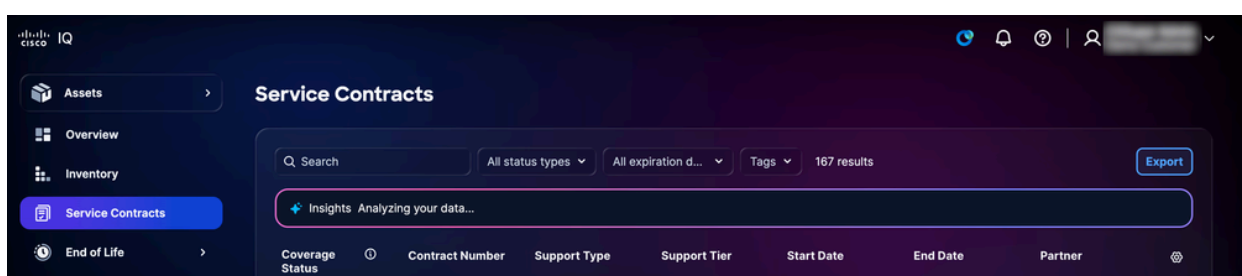 cisco IQ
Assets
Service Contracts
Overview
Search All status types All expiration d... Tags 167 results Export
Inventory
Insights Analyzing your data...
Service Contracts
End of Life
Coverage Status Contract Number Support Type Support Tier Start Date End Date Partner